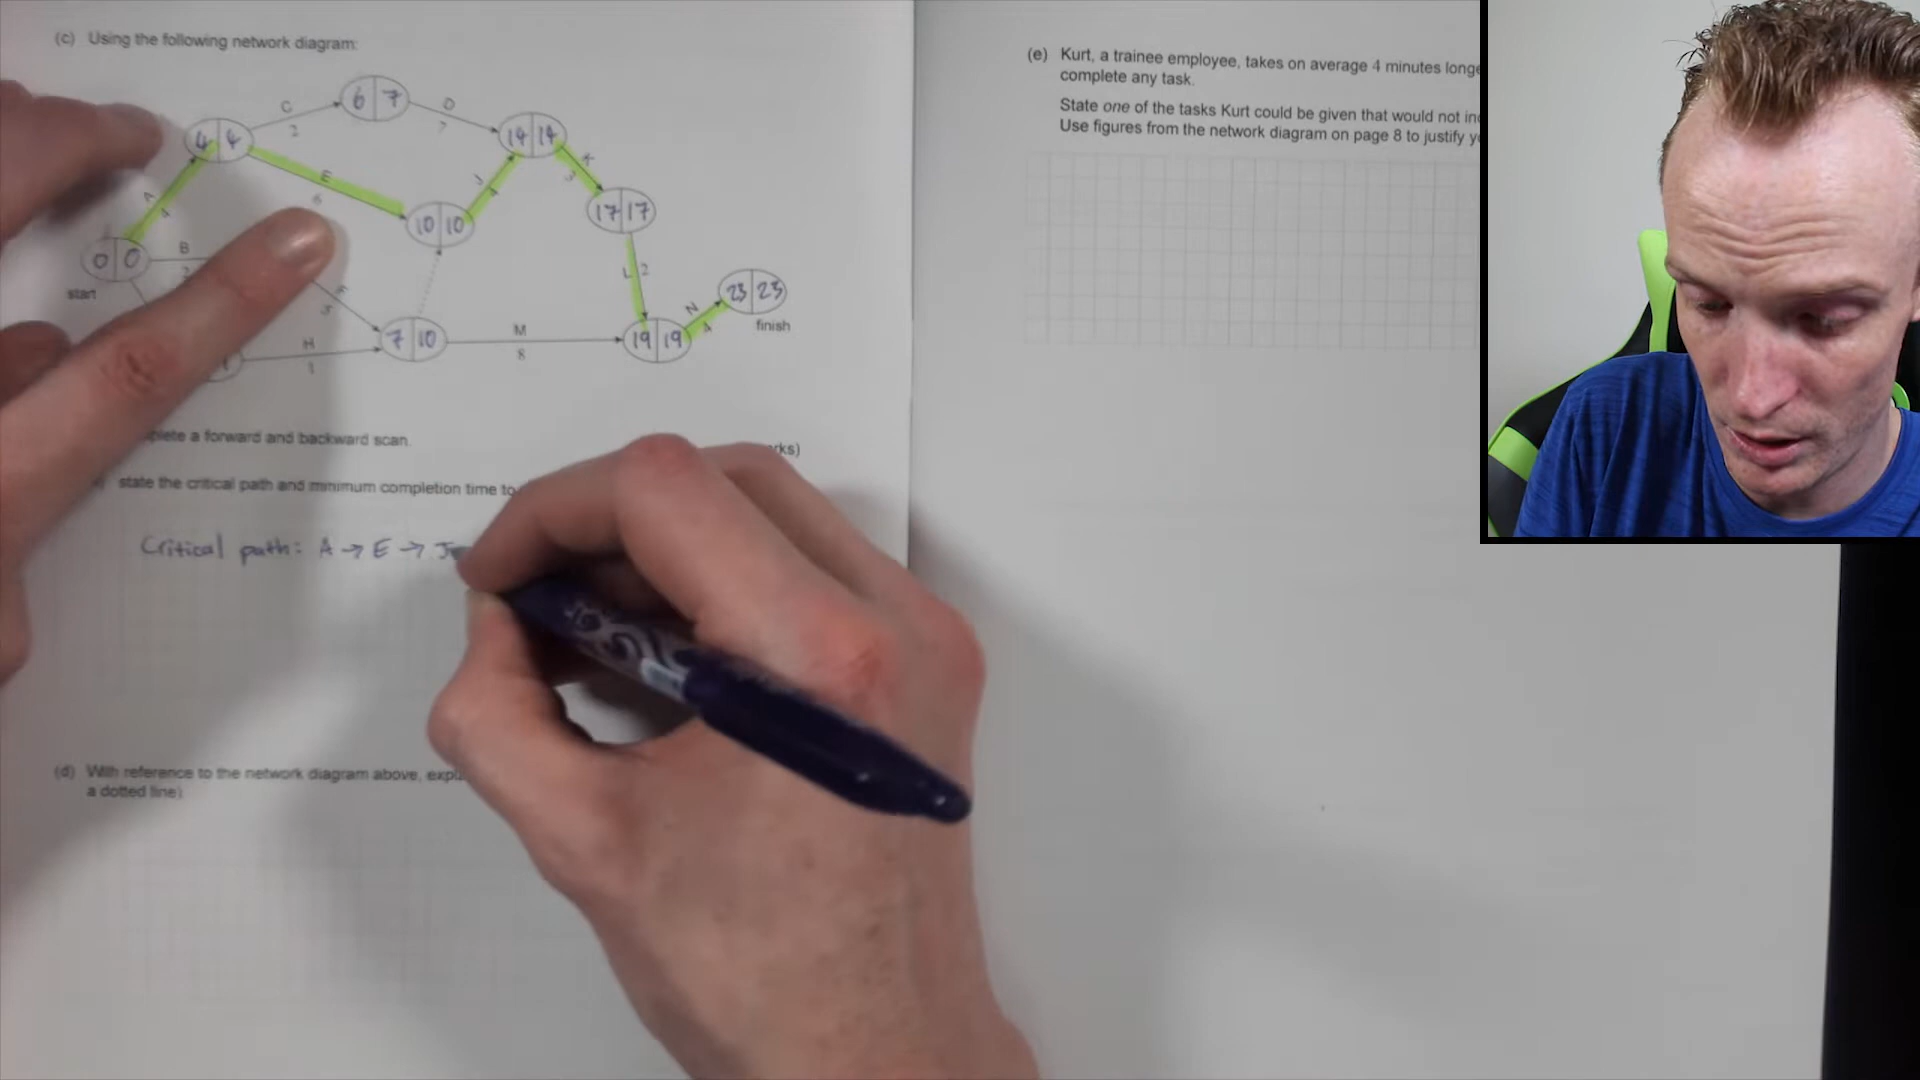 (c) Using the following network diagram:
C
2
6 7
D
7
4 4
14 14
K
3
E
6
J
4
A
4
10 10
17 17
0 0
B
2
start
L 2
23 23
finish
F
5
N
4
H
1
7 10
M
8
19 19
plete a forward and backward scan.
rks)
state the critical path and minimum completion time to
Critical path: A → E → J
(d) With reference to the network diagram above,
a dotted line)
(e) Kurt, a trainee employee, takes on average 4 minutes longe
complete any task.
State one of the tasks Kurt could be given that would not in
Use figures from the network diagram on page 8 to justify y